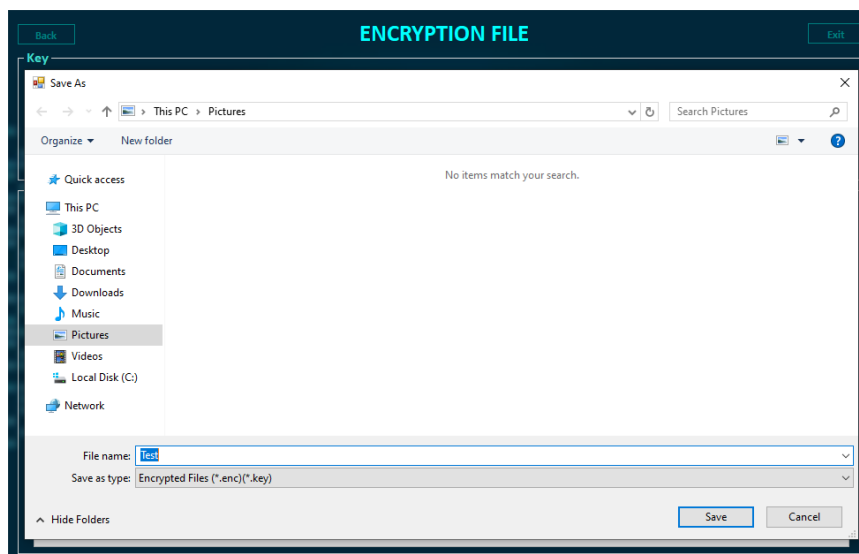 Back
ENCRYPTION FILE
Exit
Key
Save As
This PC > Pictures
Search Pictures
Organize
New folder
Quick access
This PC
3D Objects
Desktop
Documents
Downloads
Music
Pictures
Videos
Local Disk (C:)
Network
No items match your search.
File name: Test
Save as type: Encrypted Files (*.enc)(*.key)
Hide Folders
Save
Cancel